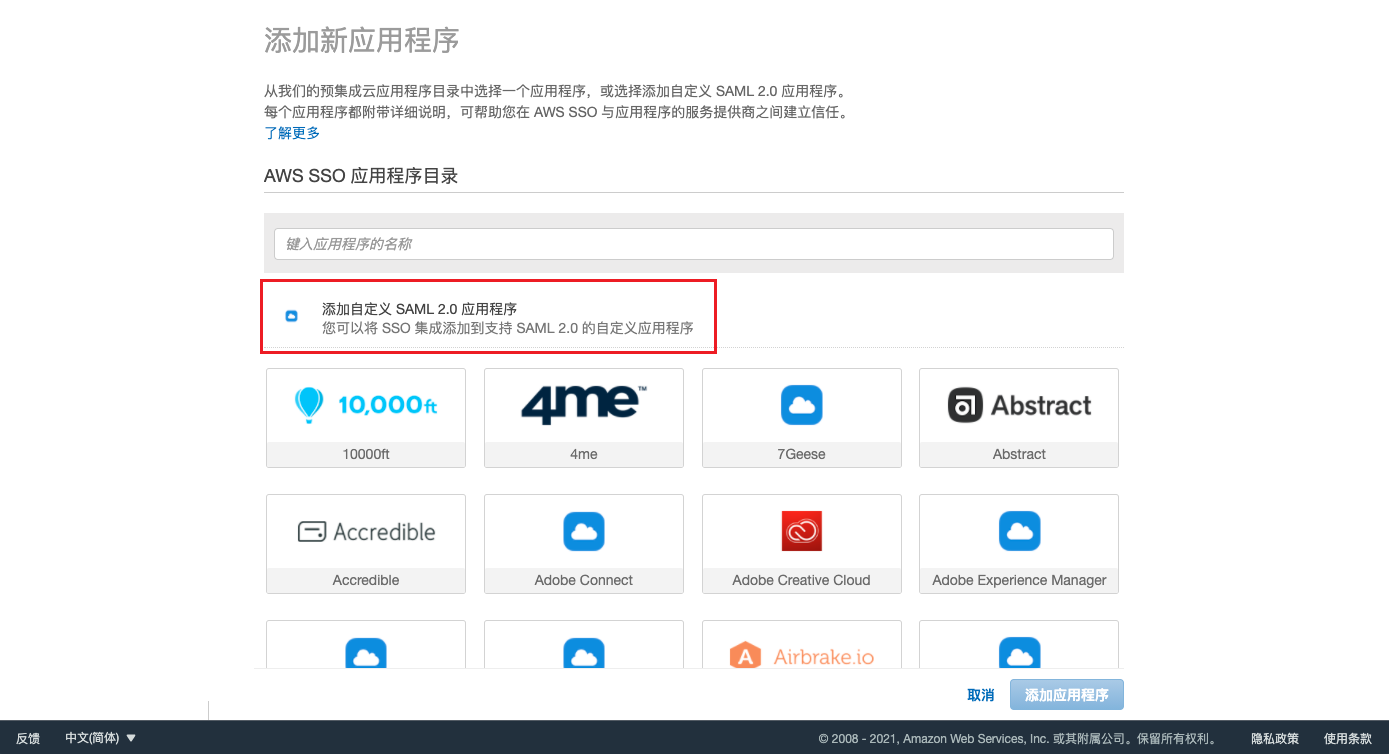 添加新应用程序
从我们的预集成云应用程序目录中选择一个应用程序，或选择添加自定义 SAML 2.0 应用程序。
每个应用程序都附带详细说明，可帮助您在 AWS SSO 与应用程序的服务提供商之间建立信任。
了解更多
AWS SSO 应用程序目录
键入应用程序的名称
添加自定义 SAML 2.0 应用程序
您可以将 SSO 集成添加到支持 SAML 2.0 的自定义应用程序
10,000ft
4me™
Abstract
10000ft
4me
7Geese
Abstract
Accredible
Accredible
Adobe Connect
Adobe Creative Cloud
Adobe Experience Manager
Airbrake.io
取消
添加应用程序
反馈
中文(简体)
© 2008 - 2021, Amazon Web Services, Inc. 或其附属公司。保留所有权利。
隐私政策
使用条款